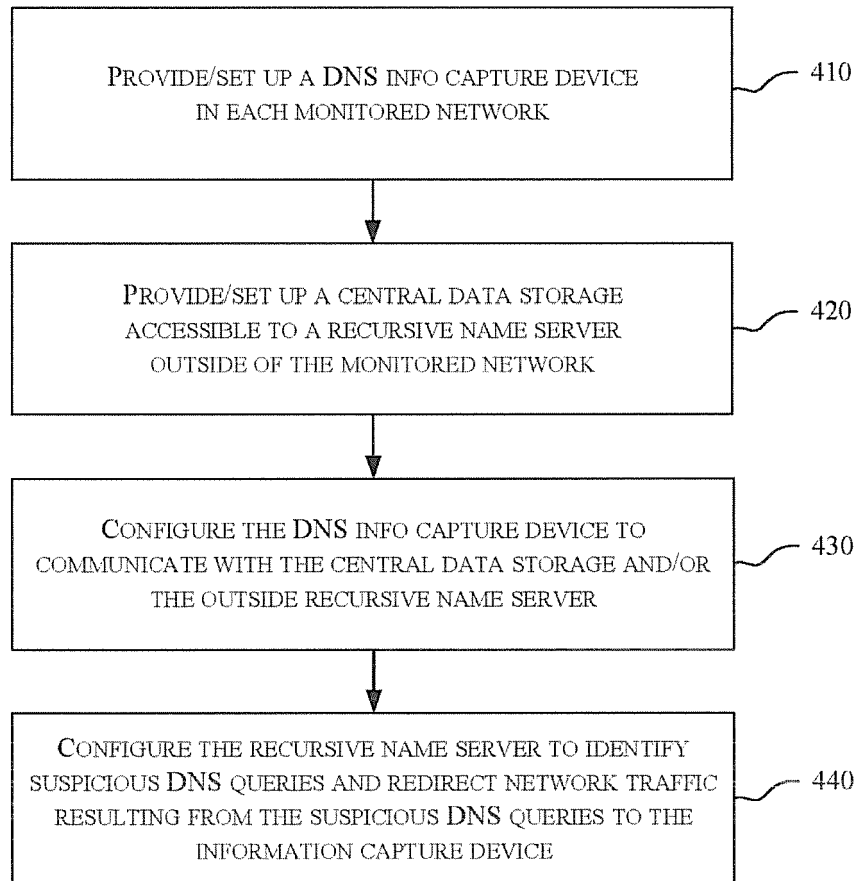 PROVIDE/SET UP A DNS INFO CAPTURE DEVICE
IN EACH MONITORED NETWORK
410
PROVIDE/SET UP A CENTRAL DATA STORAGE
ACCESSIBLE TO A RECURSIVE NAME SERVER
OUTSIDE OF THE MONITORED NETWORK
420
CONFIGURE THE DNS INFO CAPTURE DEVICE TO
COMMUNICATE WITH THE CENTRAL DATA STORAGE AND/OR
THE OUTSIDE RECURSIVE NAME SERVER
430
CONFIGURE THE RECURSIVE NAME SERVER TO IDENTIFY
SUSPICIOUS DNS QUERIES AND REDIRECT NETWORK TRAFFIC
RESULTING FROM THE SUSPICIOUS DNS QUERIES TO THE
INFORMATION CAPTURE DEVICE
440